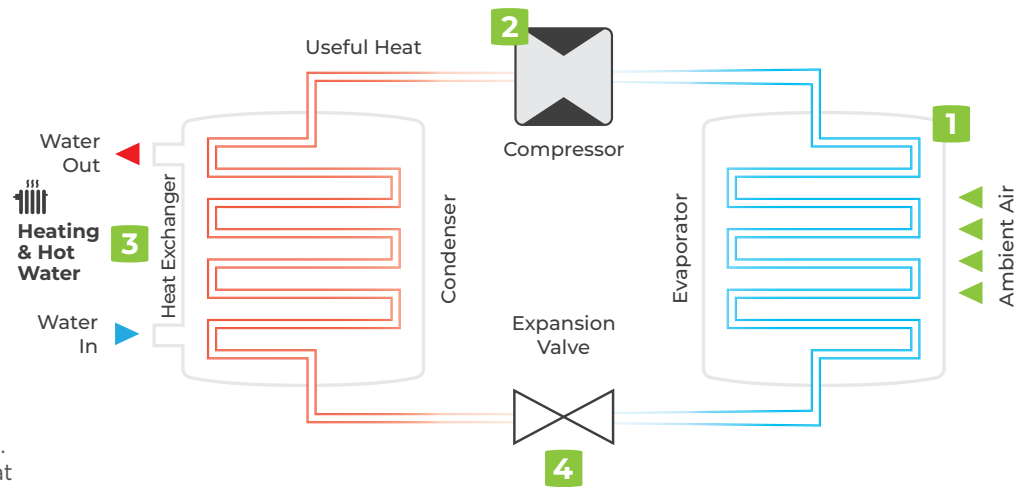 2
Useful Heat
Compressor
1
Water
Out
Heating
& Hot
Water
3
Heat Exchanger
Condenser
Evaporator
Ambient Air
Water
In
Expansion
Valve
4
.
at